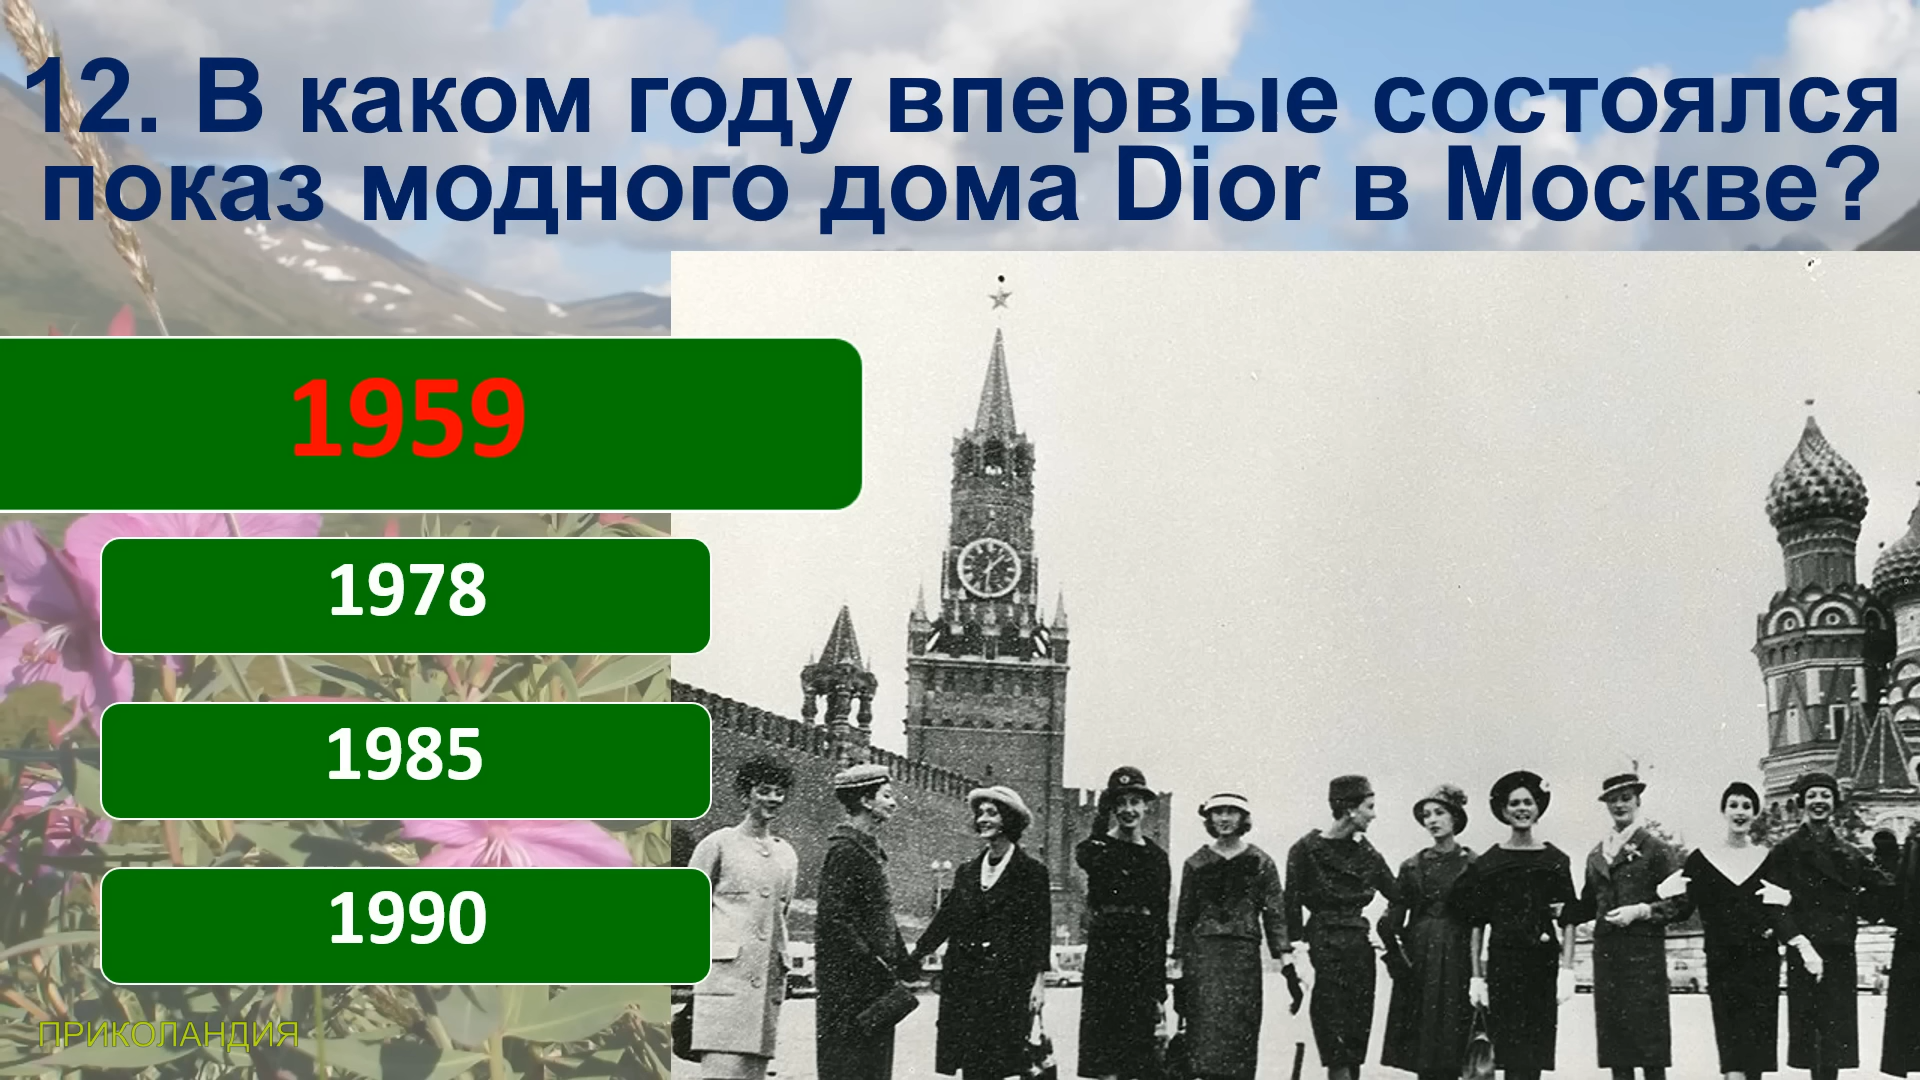 12. В каком году впервые состоялся
показ модного дома Dior в Москве?
1959
1978
1985
1990
ПРИКОЛАНДИЯ